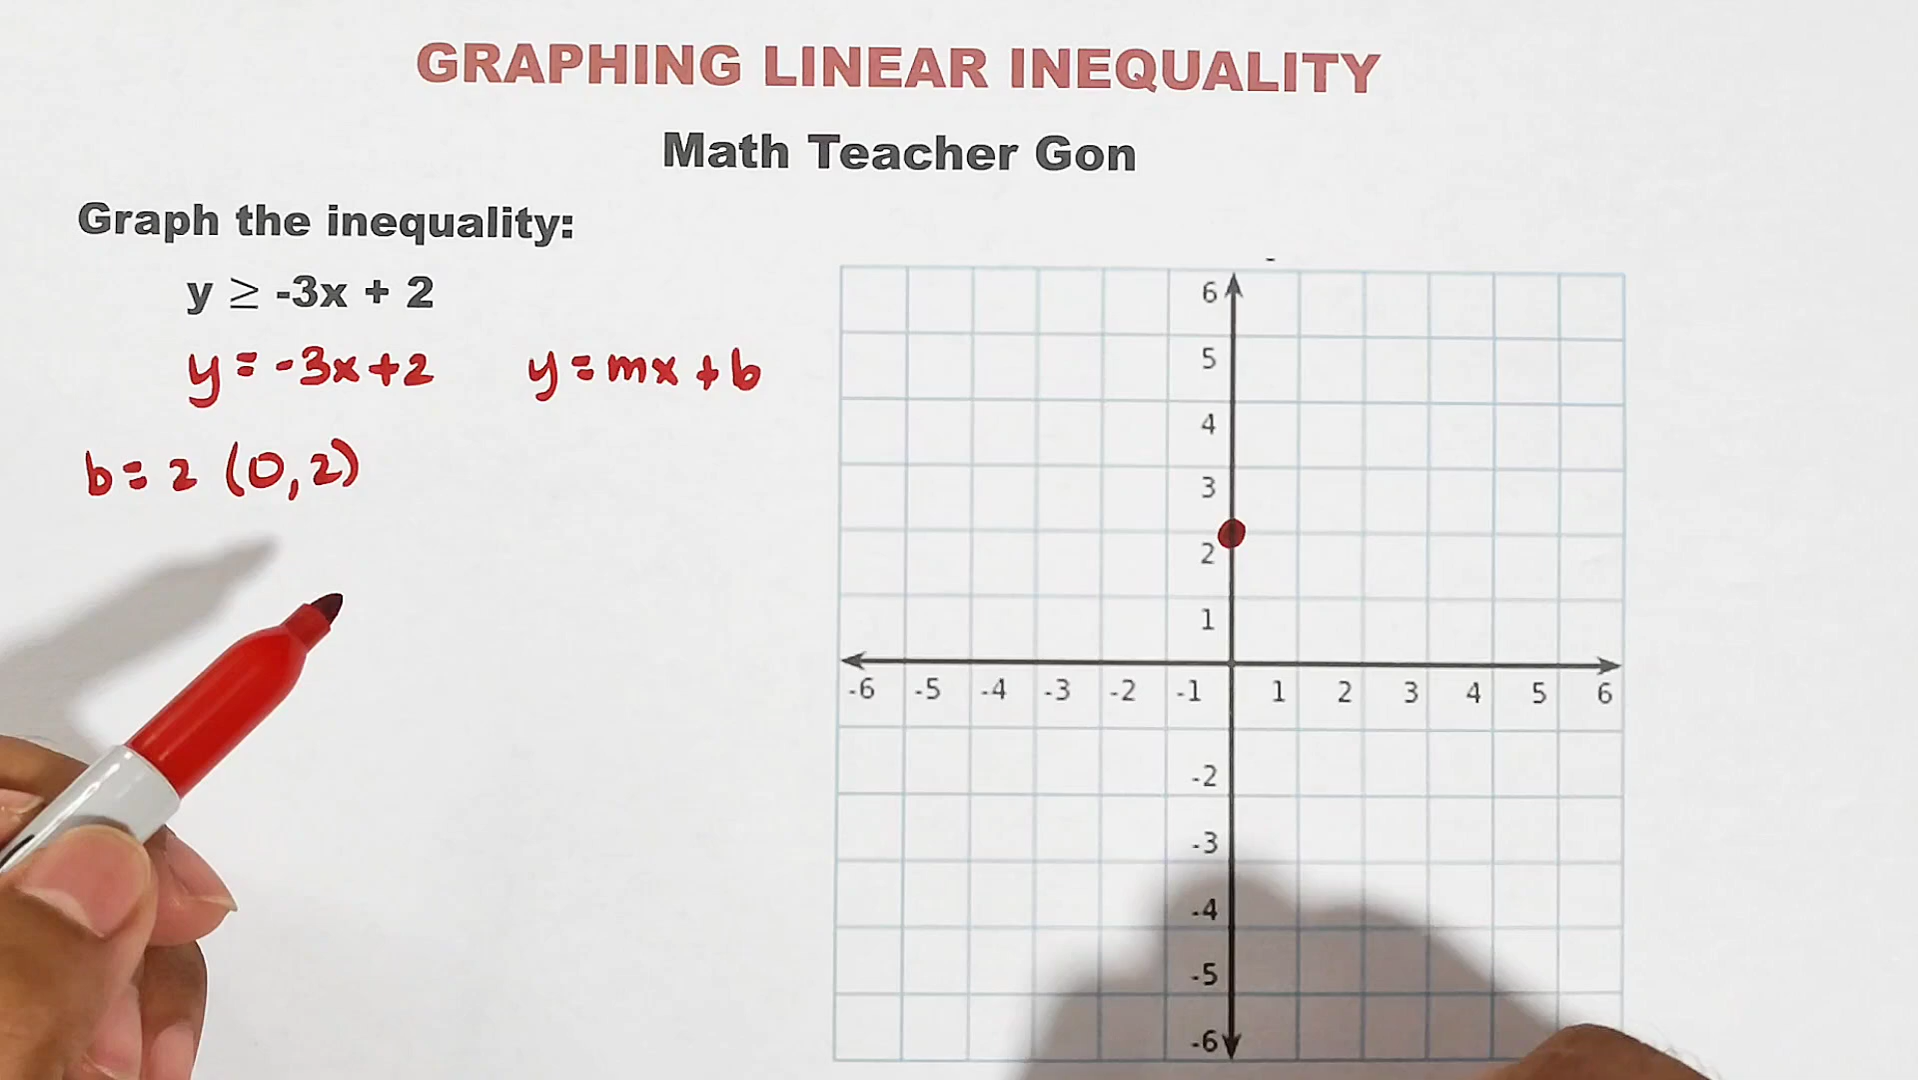 GRAPHING LINEAR INEQUALITY
Math Teacher Gon
Graph the inequality:
y ≥ -3x + 2
y = -3x+2 y = mx + b
b = 2 (0,2)
6
5
4
3
2
1
-6 -5 -4 -3 -2 -1 1 2 3 4 5 6
-2
-3
-4
-5
-6